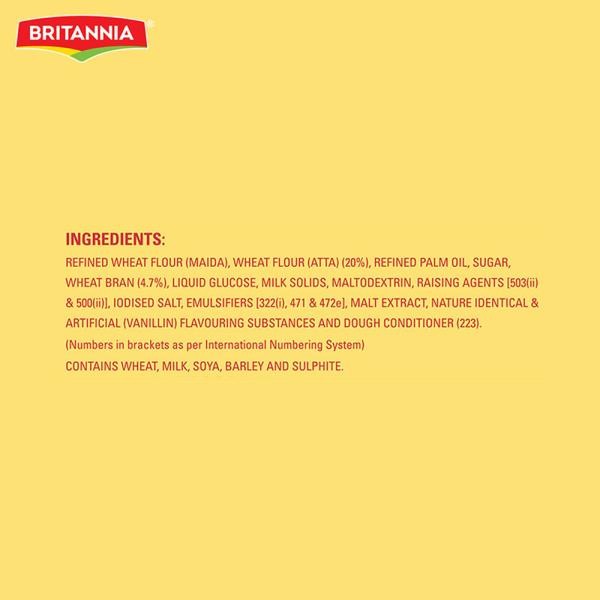 BRITANNIA®
INGREDIENTS:
REFINED WHEAT FLOUR (MAIDA), WHEAT FLOUR (ATTA) (20%), REFINED PALM OIL, SUGAR,
WHEAT BRAN (4.7%), LIQUID GLUCOSE, MILK SOLIDS, MALTODEXTRIN, RAISING AGENTS [503(ii)
& 500(ii)], IODISED SALT, EMULSIFIERS [322(i), 471 & 472e], MALT EXTRACT, NATURE IDENTICAL &
ARTIFICIAL (VANILLIN) FLAVOURING SUBSTANCES AND DOUGH CONDITIONER (223).
(Numbers in brackets as per International Numbering System)
CONTAINS WHEAT, MILK, SOYA, BARLEY AND SULPHITE.